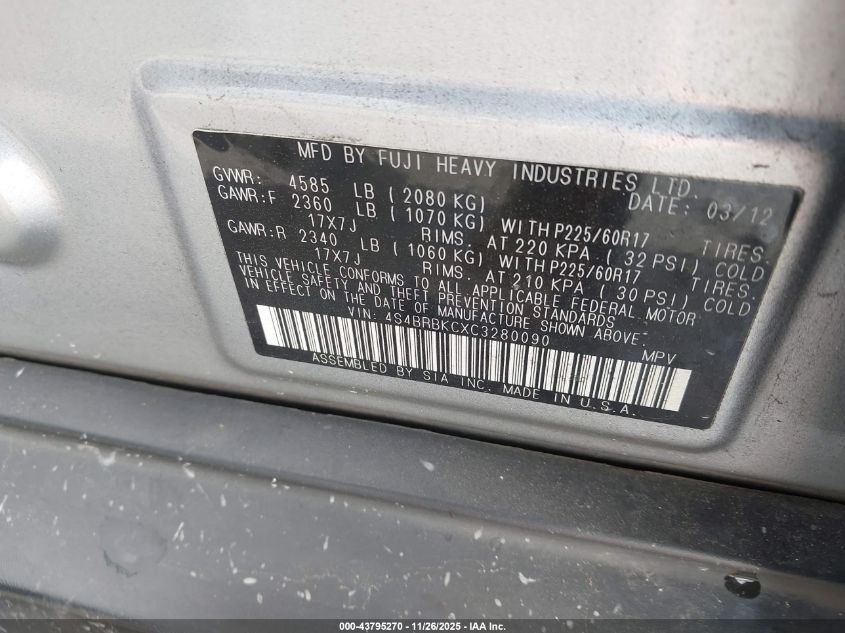 MFD BY FUJI HEAVY INDUSTRIES LTD.
GVWR: 4585 LB (2080 KG) DATE: 03/12
GAWR:F 2360 LB (1070 KG) WITH P225/60R17 TIRES.
17X7J RIMS. AT 220 KPA (32 PSI) COLD
GAWR:R 2340 LB (1060 KG) WITH P225/60R17 TIRES.
17X7J RIMS. AT 210 KPA (30 PSI) COLD
THIS VEHICLE CONFORMS TO ALL APPLICABLE FEDERAL MOTOR
VEHICLE SAFETY AND THEFT PREVENTION STANDARDS
IN EFFECT ON THE DATE OF MANUFACTURE SHOWN ABOVE.
VIN: 4S4BRBKCXC3280090 MPV
ASSEMBLED BY SIA INC. MADE IN U.S.A.
000-43795270 - 11/26/2025 - IAA Inc.